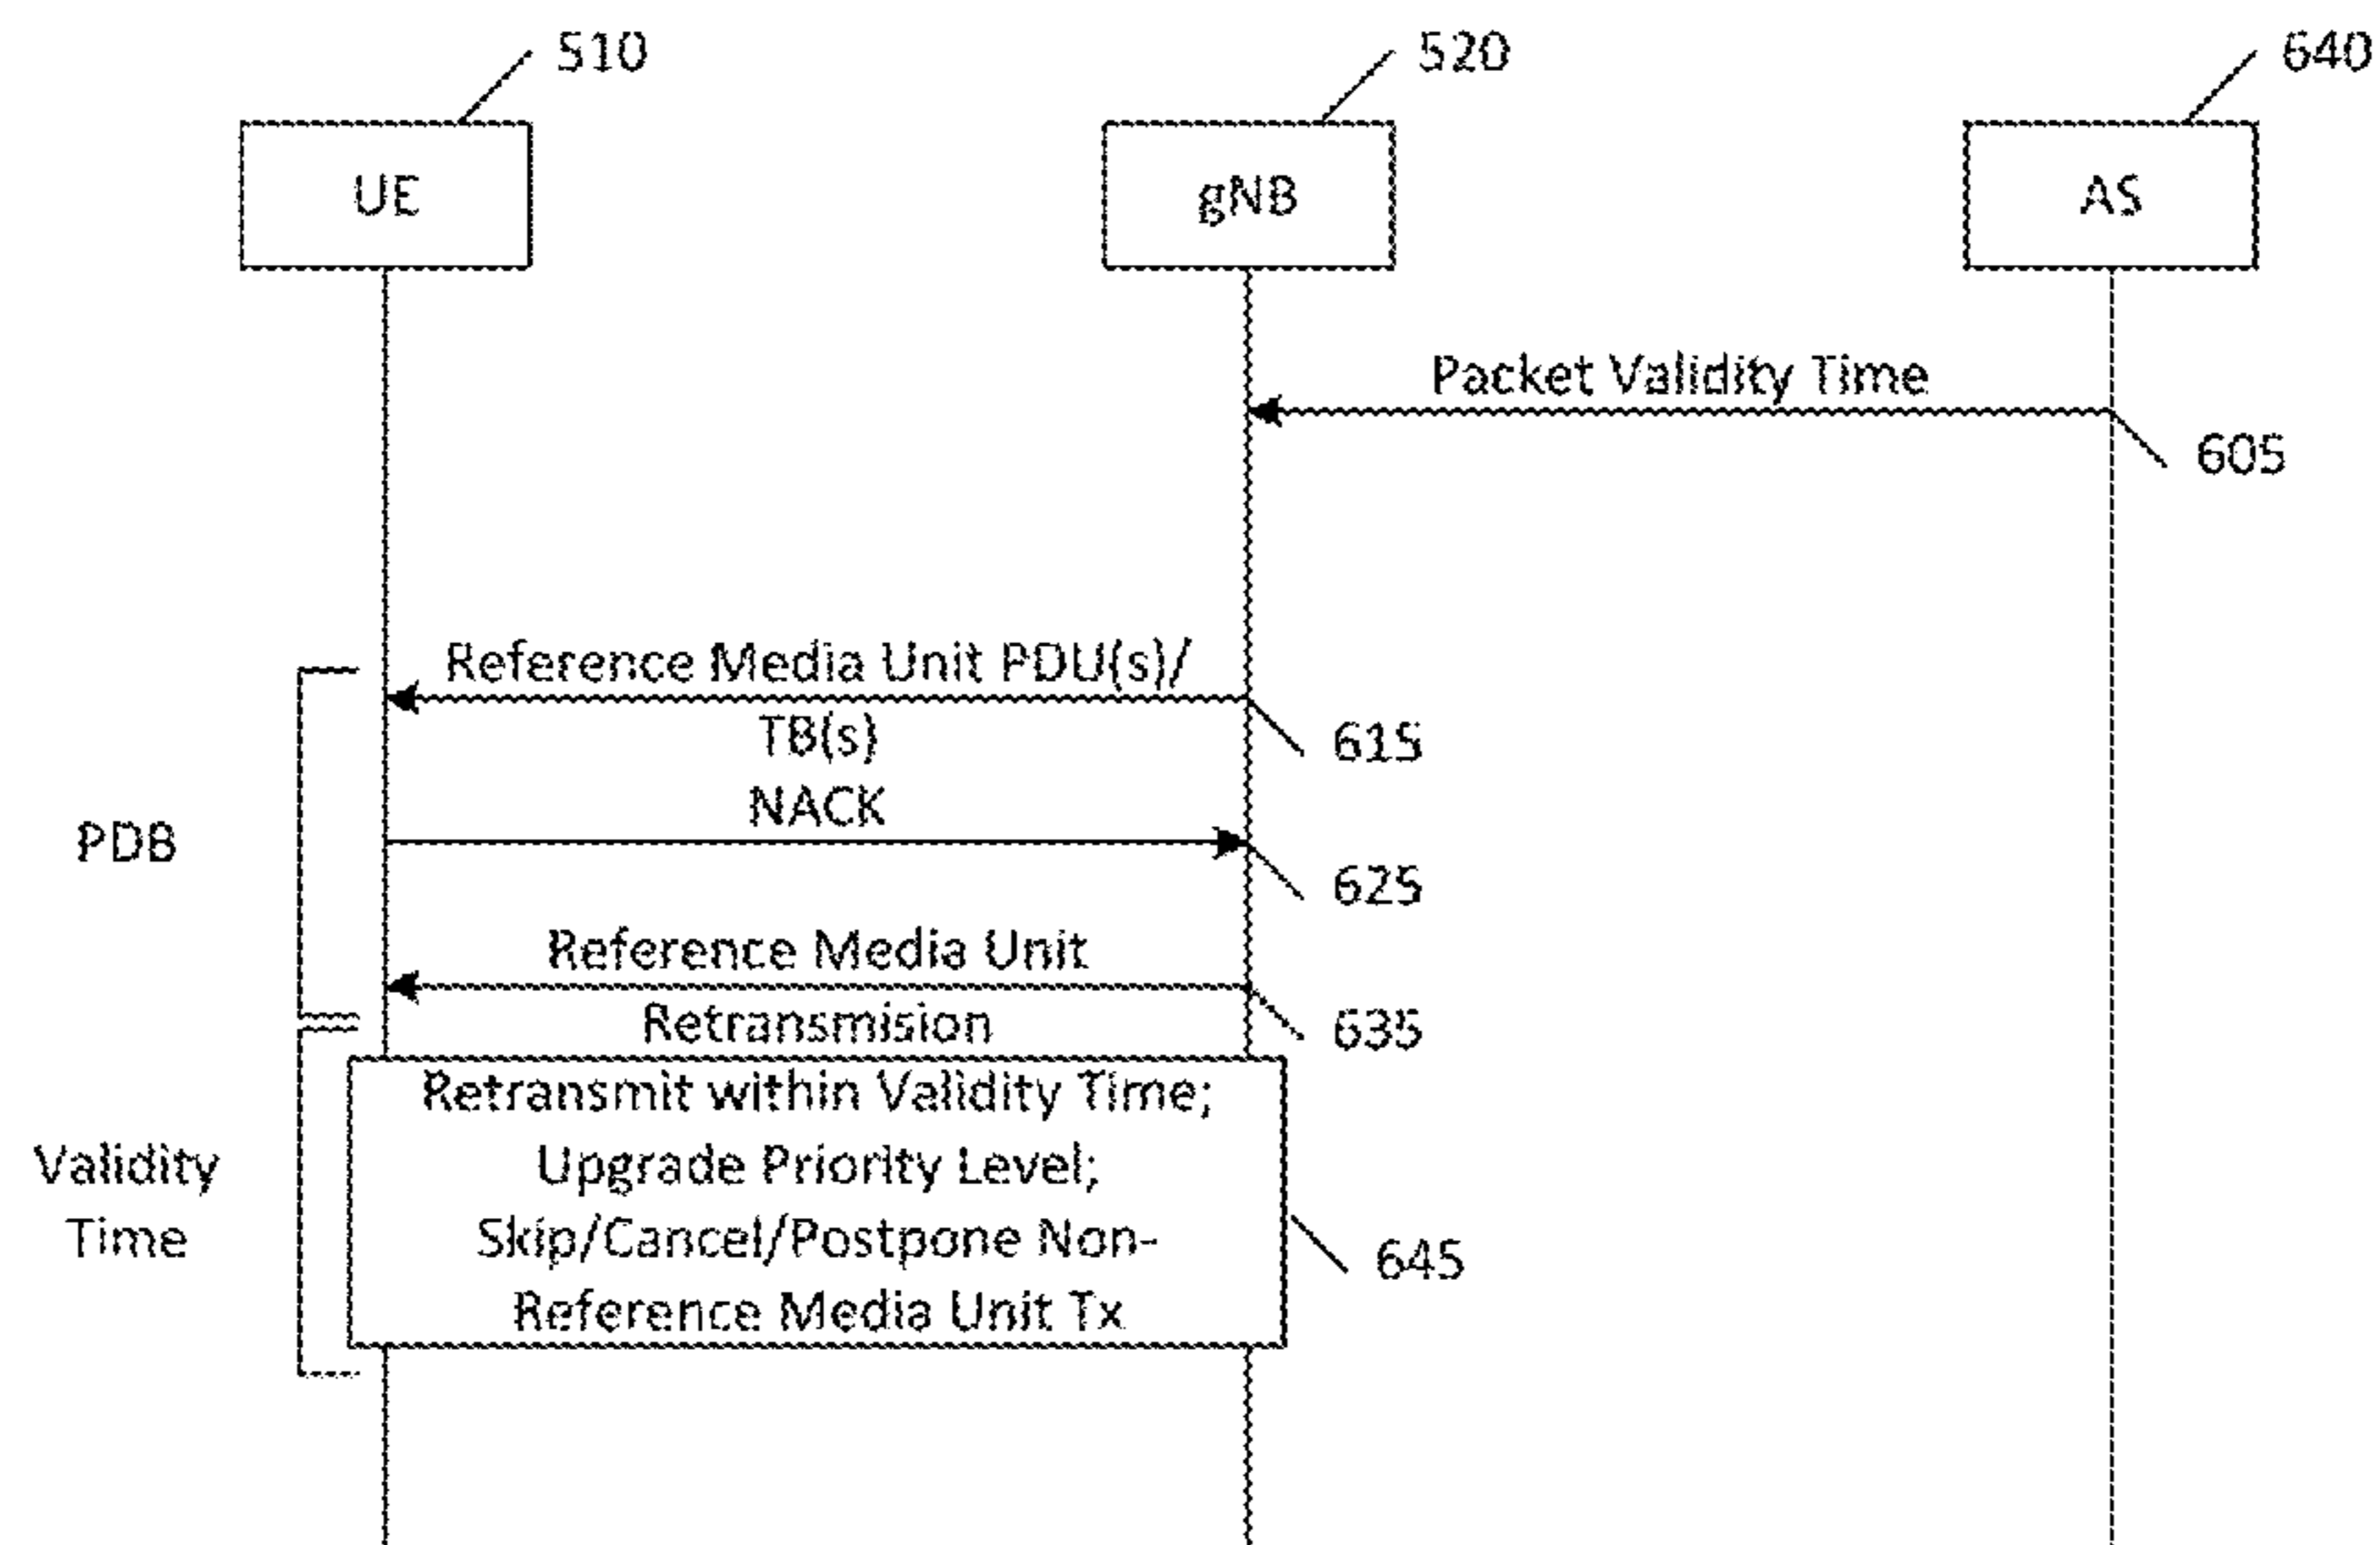 510
520
640
UE
gNB
AS
Packet Validity Time
605
Reference Media Unit PDU(s)/
TB(s)
615
NACK
PDB
625
Reference Media Unit
Retransmision
635
Retransmit within Validity Time;
Upgrade Priority Level;
Skip/Cancel/Postpone Non-
Reference Media Unit Tx
Validity
Time
645